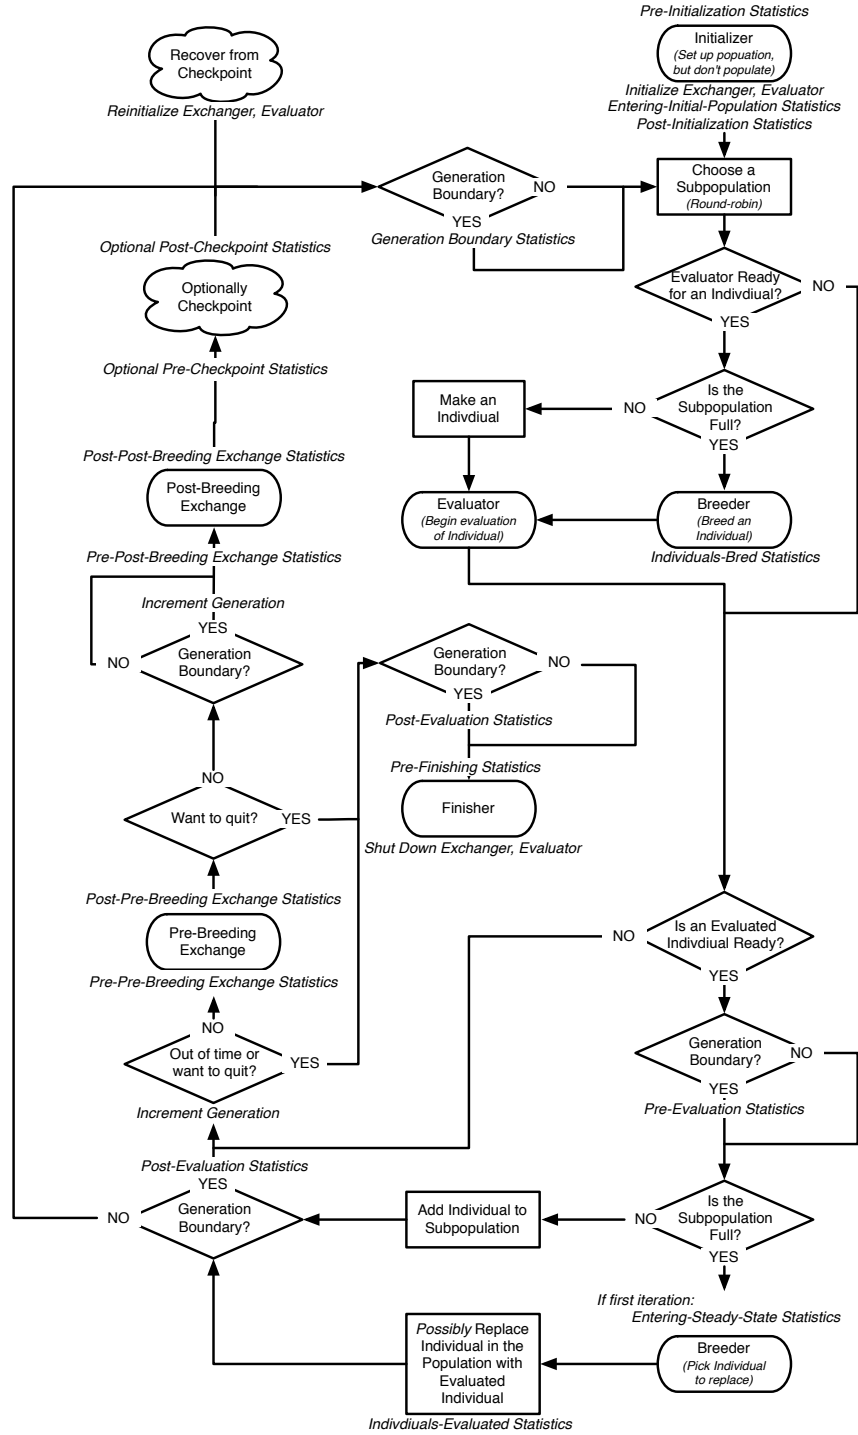 Pre-Initialization Statistics
Initializer
(Set up popuation,
but don't populate)
Initialize Exchanger, Evaluator
Entering-Initial-Population Statistics
Post-Initialization Statistics
Recover from
Checkpoint
Reinitialize Exchanger, Evaluator
Generation
Boundary?
NO
YES
Generation Boundary Statistics
Choose a
Subpopulation
(Round-robin)
Optional Post-Checkpoint Statistics
Optionally
Checkpoint
Optional Pre-Checkpoint Statistics
Evaluator Ready
for an Indivdiual?
NO
YES
Is the
Subpopulation
Full?
NO
YES
Make an
Indivdiual
Evaluator
(Begin evaluation
of Individual)
Breeder
(Breed an
Individual)
Individuals-Bred Statistics
Post-Post-Breeding Exchange Statistics
Post-Breeding
Exchange
Pre-Post-Breeding Exchange Statistics
Increment Generation
YES
NO
Generation
Boundary?
Generation
Boundary?
NO
YES
Post-Evaluation Statistics
Pre-Finishing Statistics
Finisher
Shut Down Exchanger, Evaluator
NO
Want to quit?
YES
Post-Pre-Breeding Exchange Statistics
Pre-Breeding
Exchange
Pre-Pre-Breeding Exchange Statistics
NO
Out of time or
want to quit?
YES
Increment Generation
Is an Evaluated
Indivdiual Ready?
NO
YES
Generation
Boundary?
NO
YES
Pre-Evaluation Statistics
Post-Evaluation Statistics
YES
Generation
Boundary?
NO
Add Individual to
Subpopulation
Is the
Subpopulation
Full?
NO
YES
If first iteration:
Entering-Steady-State Statistics
Breeder
(Pick Individual
to replace)
Possibly Replace
Individual in the
Population with
Evaluated
Individual
Indivdiuals-Evaluated Statistics